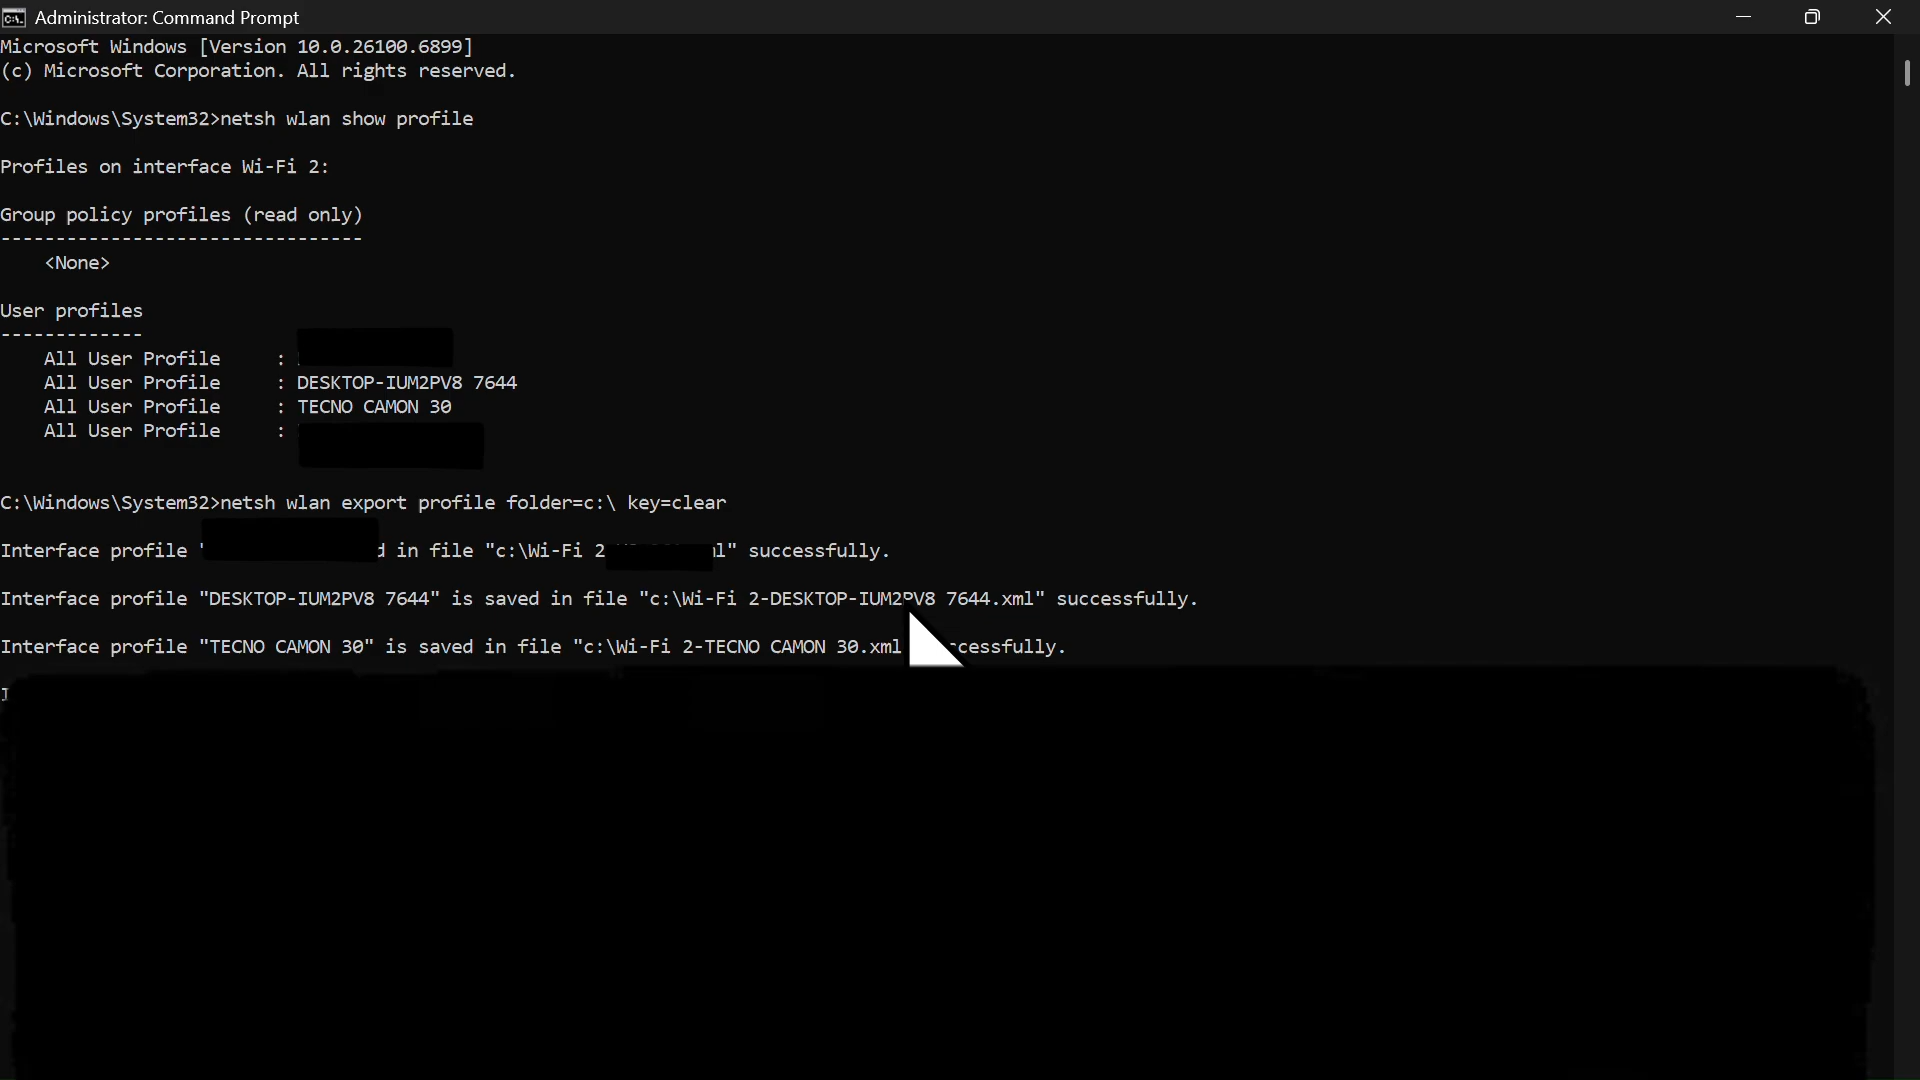 Administrator: Command Prompt
Microsoft Windows [Version 10.0.26100.6899]
(c) Microsoft Corporation. All rights reserved.
C:\Windows\System32>netsh wlan show profile
Profiles on interface Wi-Fi 2:
Group policy profiles (read only)
---------------------------------
<None>
User profiles
-------------
All User Profile     :
All User Profile     : DESKTOP-IUM2PV8 7644
All User Profile     : TECNO CAMON 30
All User Profile     :
C:\Windows\System32>netsh wlan export profile folder=c:\ key=clear
Interface profile " in file "c:\Wi-Fi 2 successfully.
Interface profile "DESKTOP-IUM2PV8 7644" is saved in file "c:\Wi-Fi 2-DESKTOP-IUM2PV8 7644.xml" successfully.
Interface profile "TECNO CAMON 30" is saved in file "c:\Wi-Fi 2-TECNO CAMON 30.xml